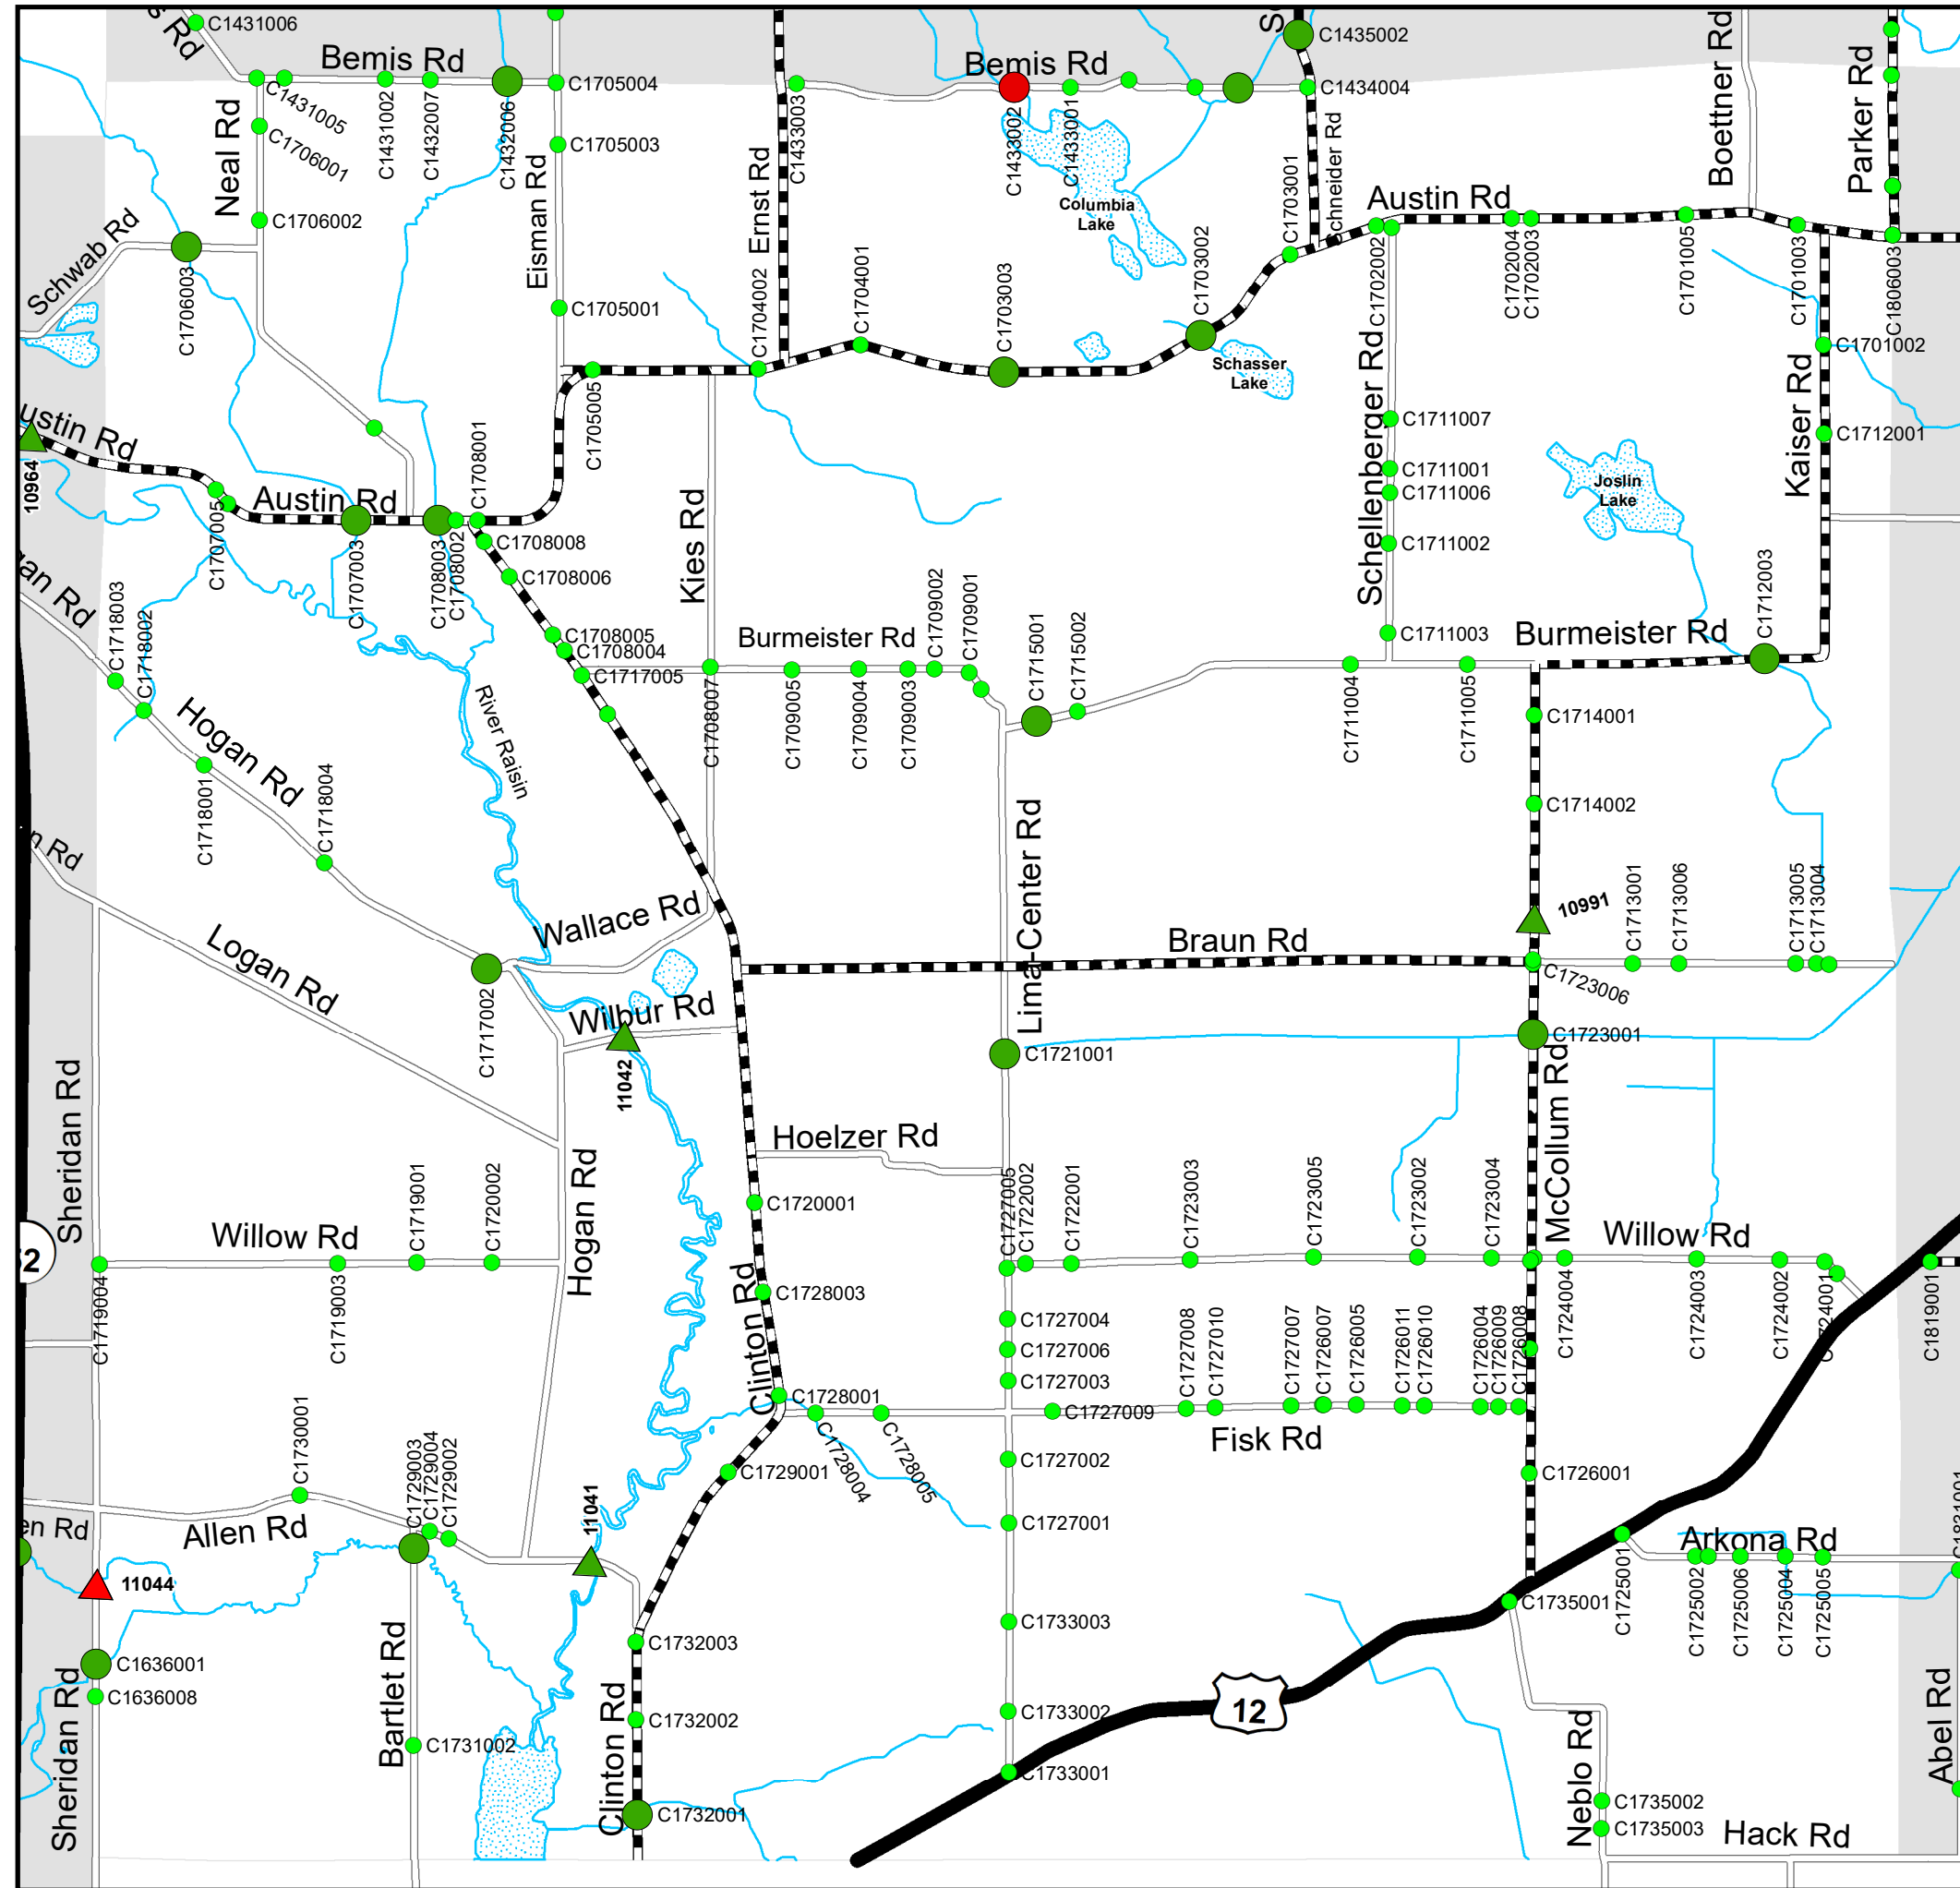 C1431006
s Rd
Bemis Rd
Bemis Rd
C1435002
Boettner Rd
Parker Rd
C1431005
C1431002
C1432007
C1432006
C1705004
C1433003
C1433002
C1433001
C1434004
Neal Rd
C1706001
C1705003
Eisman Rd
Ernst Rd
Columbia
Lake
C1703001
Schneider Rd
Austin Rd
Schwab Rd
C1706002
C1706003
C1705001
C1704002
C1704001
C1703003
C1703002
C1702002
C1702004
C1702003
C1701005
C1701003
C1806003
C1701002
Schasser
Lake
Schellenberger Rd
Kaiser Rd
C1711007
C1712001
ustin Rd
10964
C1705005
C1708001
C1711001
C1711006
Joslin
Lake
Austin Rd
C1707005
C1707003
C1708003
C1708002
C1708008
C1708006
Kies Rd
C1711002
gan Rd
C1718003
C1718002
C1708005
C1708004
C1717005
Burmeister Rd
C1709002
C1709001
C1715001
C1715002
C1711003
Burmeister Rd
C1712003
C1708007
C1709005
C1709004
C1709003
C1711004
C1711005
C1714001
Hogan Rd
River Raisin
C1718001
C1718004
C1714002
n Rd
Lima-Center Rd
Wallace Rd
10991
C1713001
C1713006
C1713005
C1713004
Logan Rd
Braun Rd
C1723006
C1717002
Wilbur Rd
11042
C1721001
C1723001
Sheridan Rd
McCollum Rd
Hoelzer Rd
Hogan Rd
C1719001
C1720002
C1720001
C1727005
C1722002
C1722001
C1723003
C1723005
C1723002
C1723004
Willow Rd
Willow Rd
52
C1719004
C1719003
Clinton Rd
C1728003
C1724004
C1724003
C1724002
C1724001
C1819001
C1727004
C1727006
C1727003
C1727008
C1727010
C1727007
C1726007
C1726005
C1726011
C1726010
C1726004
C1726009
C1726008
C1728001
C1727009
Fisk Rd
C1730001
C1729003
C1729004
C1729002
C1729001
C1728004
C1728005
C1727002
C1726001
11041
en Rd
Allen Rd
C1727001
Arkona Rd
C1821001
11044
C1735001
C1725001
C1725002
C1725006
C1725004
C1725005
C1733003
C1636001
C1636008
Sheridan Rd
Bartlet Rd
C1732003
C1732002
C1731002
C1733002
12
Clinton Rd
C1733001
Neblo Rd
Abel Rd
C1732001
C1735002
C1735003
Hack Rd